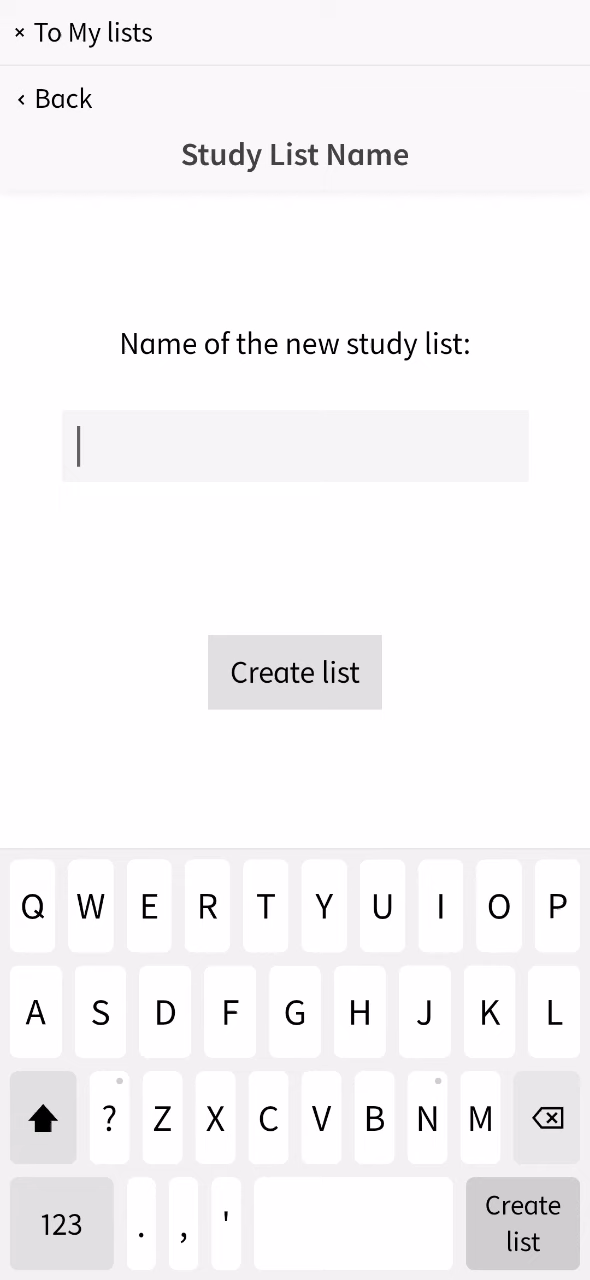 × To My lists
‹ Back
Study List Name
Name of the new study list:
Create list
Q W E R T Y U I O P
A S D F G H J K L
? Z X C V B N M
123 . , ' Create list